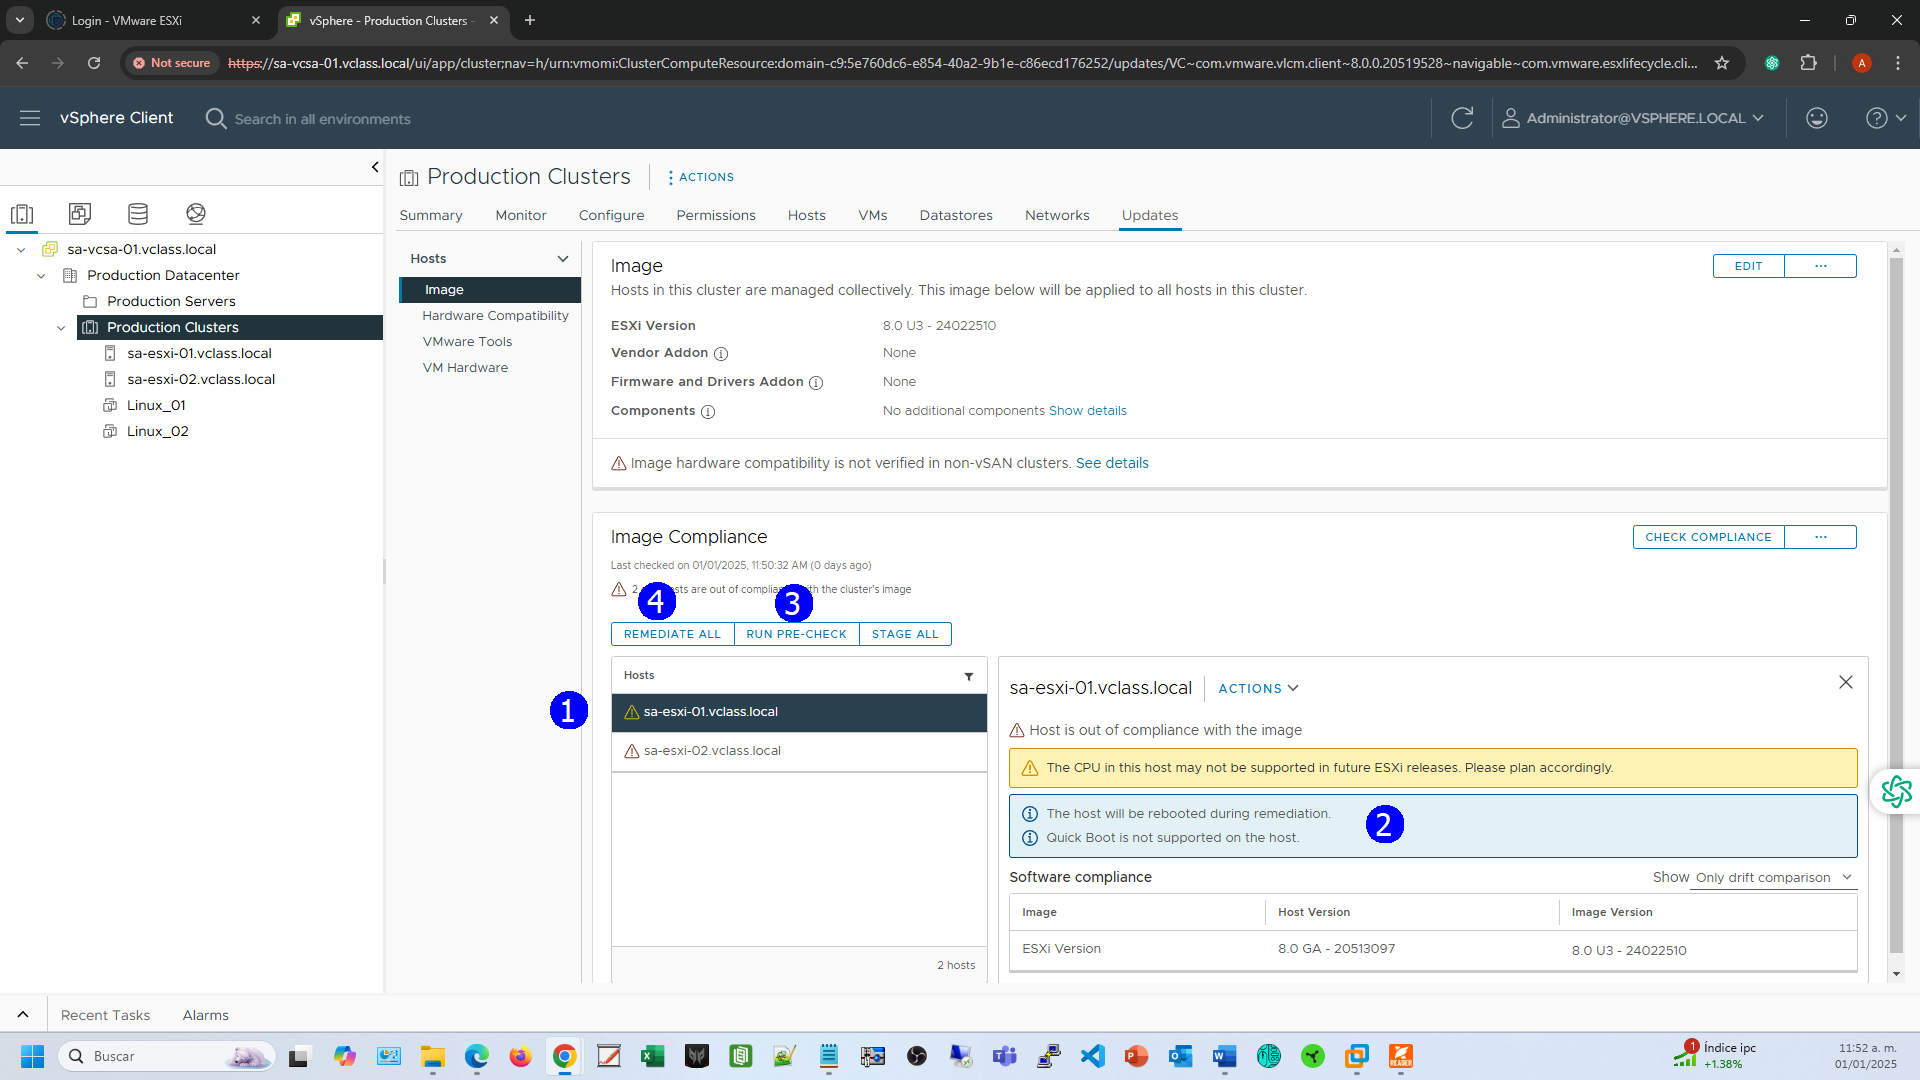 Login - VMware ESXi
vSphere - Production Clusters -
Not secure
https://sa-vcsa-01.vclass.local/ui/app/cluster;nav=h/urn:vmomi:ClusterComputeResource:domain-c9:5e760dc6-e854-40a2-9b1e-c86ecd176252/updates/VC~com.vmware.vlcm.client~8.0.0.20519528~navigable~com.vmware.esxlifecycle.cli...
A
vSphere Client
Search in all environments
Administrator@VSPHERE.LOCAL
Production Clusters
ACTIONS
Summary
Monitor
Configure
Permissions
Hosts
VMs
Datastores
Networks
Updates
sa-vcsa-01.vclass.local
Production Datacenter
Production Servers
Production Clusters
sa-esxi-01.vclass.local
sa-esxi-02.vclass.local
Linux_01
Linux_02
Hosts
Image
Hardware Compatibility
VMware Tools
VM Hardware
Image
EDIT
...
Hosts in this cluster are managed collectively. This image below will be applied to all hosts in this cluster.
ESXi Version 8.0 U3 - 24022510
Vendor Addon None
Firmware and Drivers Addon None
Components No additional components Show details
Image hardware compatibility is not verified in non-vSAN clusters. See details
Image Compliance
CHECK COMPLIANCE
...
Last checked on 01/01/2025, 11:50:32 AM (0 days ago)
2 sts are out of complian th the cluster's image
4
3
REMEDIATE ALL
RUN PRE-CHECK
STAGE ALL
Hosts
1
sa-esxi-01.vclass.local
sa-esxi-02.vclass.local
2 hosts
sa-esxi-01.vclass.local
ACTIONS
Host is out of compliance with the image
The CPU in this host may not be supported in future ESXi releases. Please plan accordingly.
The host will be rebooted during remediation.
2
Quick Boot is not supported on the host.
Software compliance
Show Only drift comparison
Image Host Version Image Version
ESXi Version 8.0 GA - 20513097 8.0 U3 - 24022510
Recent Tasks
Alarms
Buscar
READER
1
Índice ipc
+1.38%
11:52 a. m.
01/01/2025